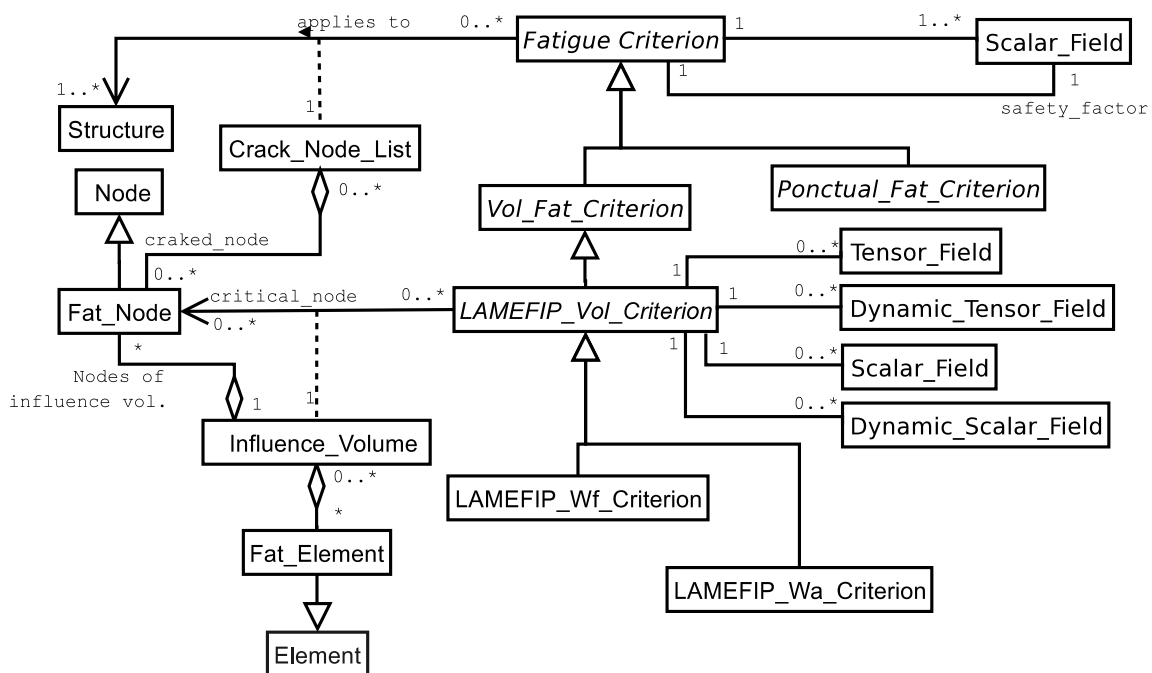 applies to
0..*
Fatigue Criterion
1
1..*
Scalar_Field
1
1
safety_factor
1..*
Structure
1
Crack_Node_List
0..*
Node
Vol_Fat_Criterion
Ponctual_Fat_Criterion
craked_node
0..*
Fat_Node
critical_node
0..*
0..*
LAMEFIP_Vol_Criterion
1
0..*
Tensor_Field
1
0..*
Dynamic_Tensor_Field
1
0..*
Scalar_Field
1
0..*
Dynamic_Scalar_Field
*
Nodes of
influence vol.
1
1
Influence_Volume
0..*
*
Fat_Element
Element
LAMEFIP_Wf_Criterion
LAMEFIP_Wa_Criterion